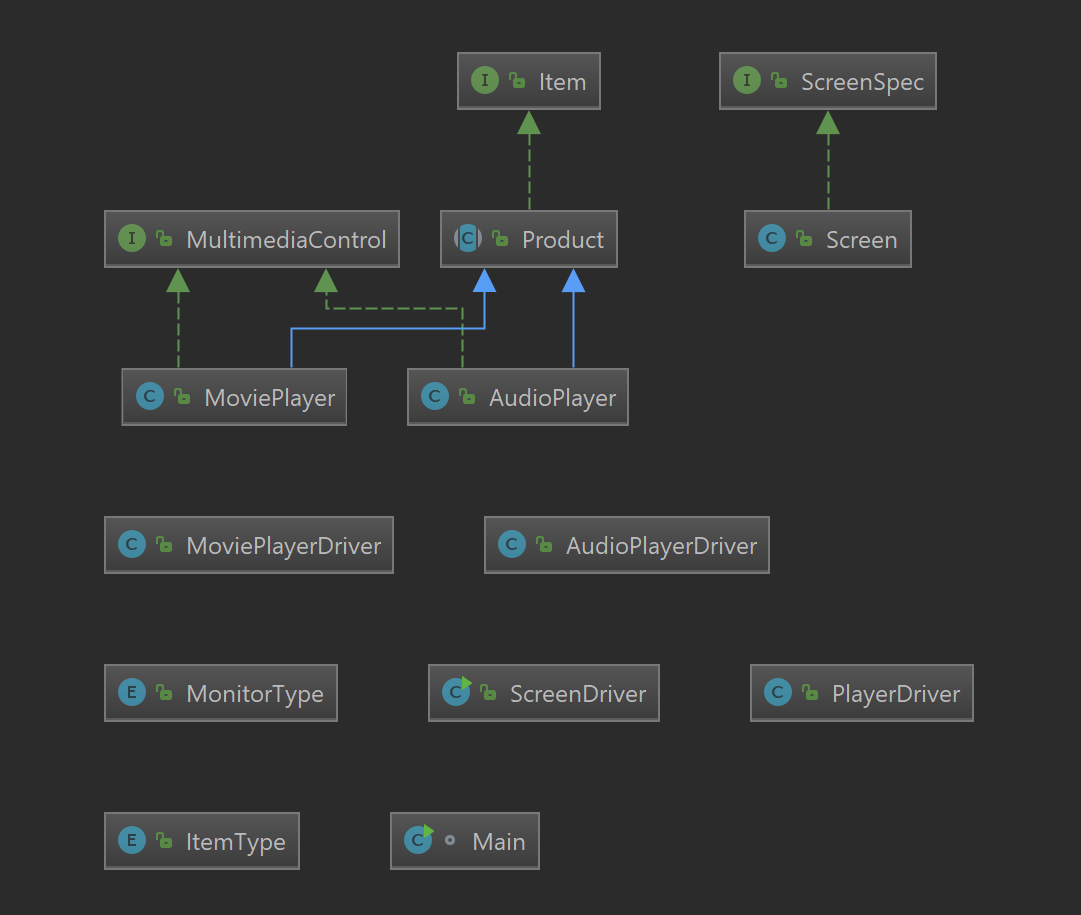 I Item
I ScreenSpec
I MultimediaControl
C Product
C Screen
C MoviePlayer
C AudioPlayer
C MoviePlayerDriver
C AudioPlayerDriver
E MonitorType
C ScreenDriver
C PlayerDriver
E ItemType
C Main